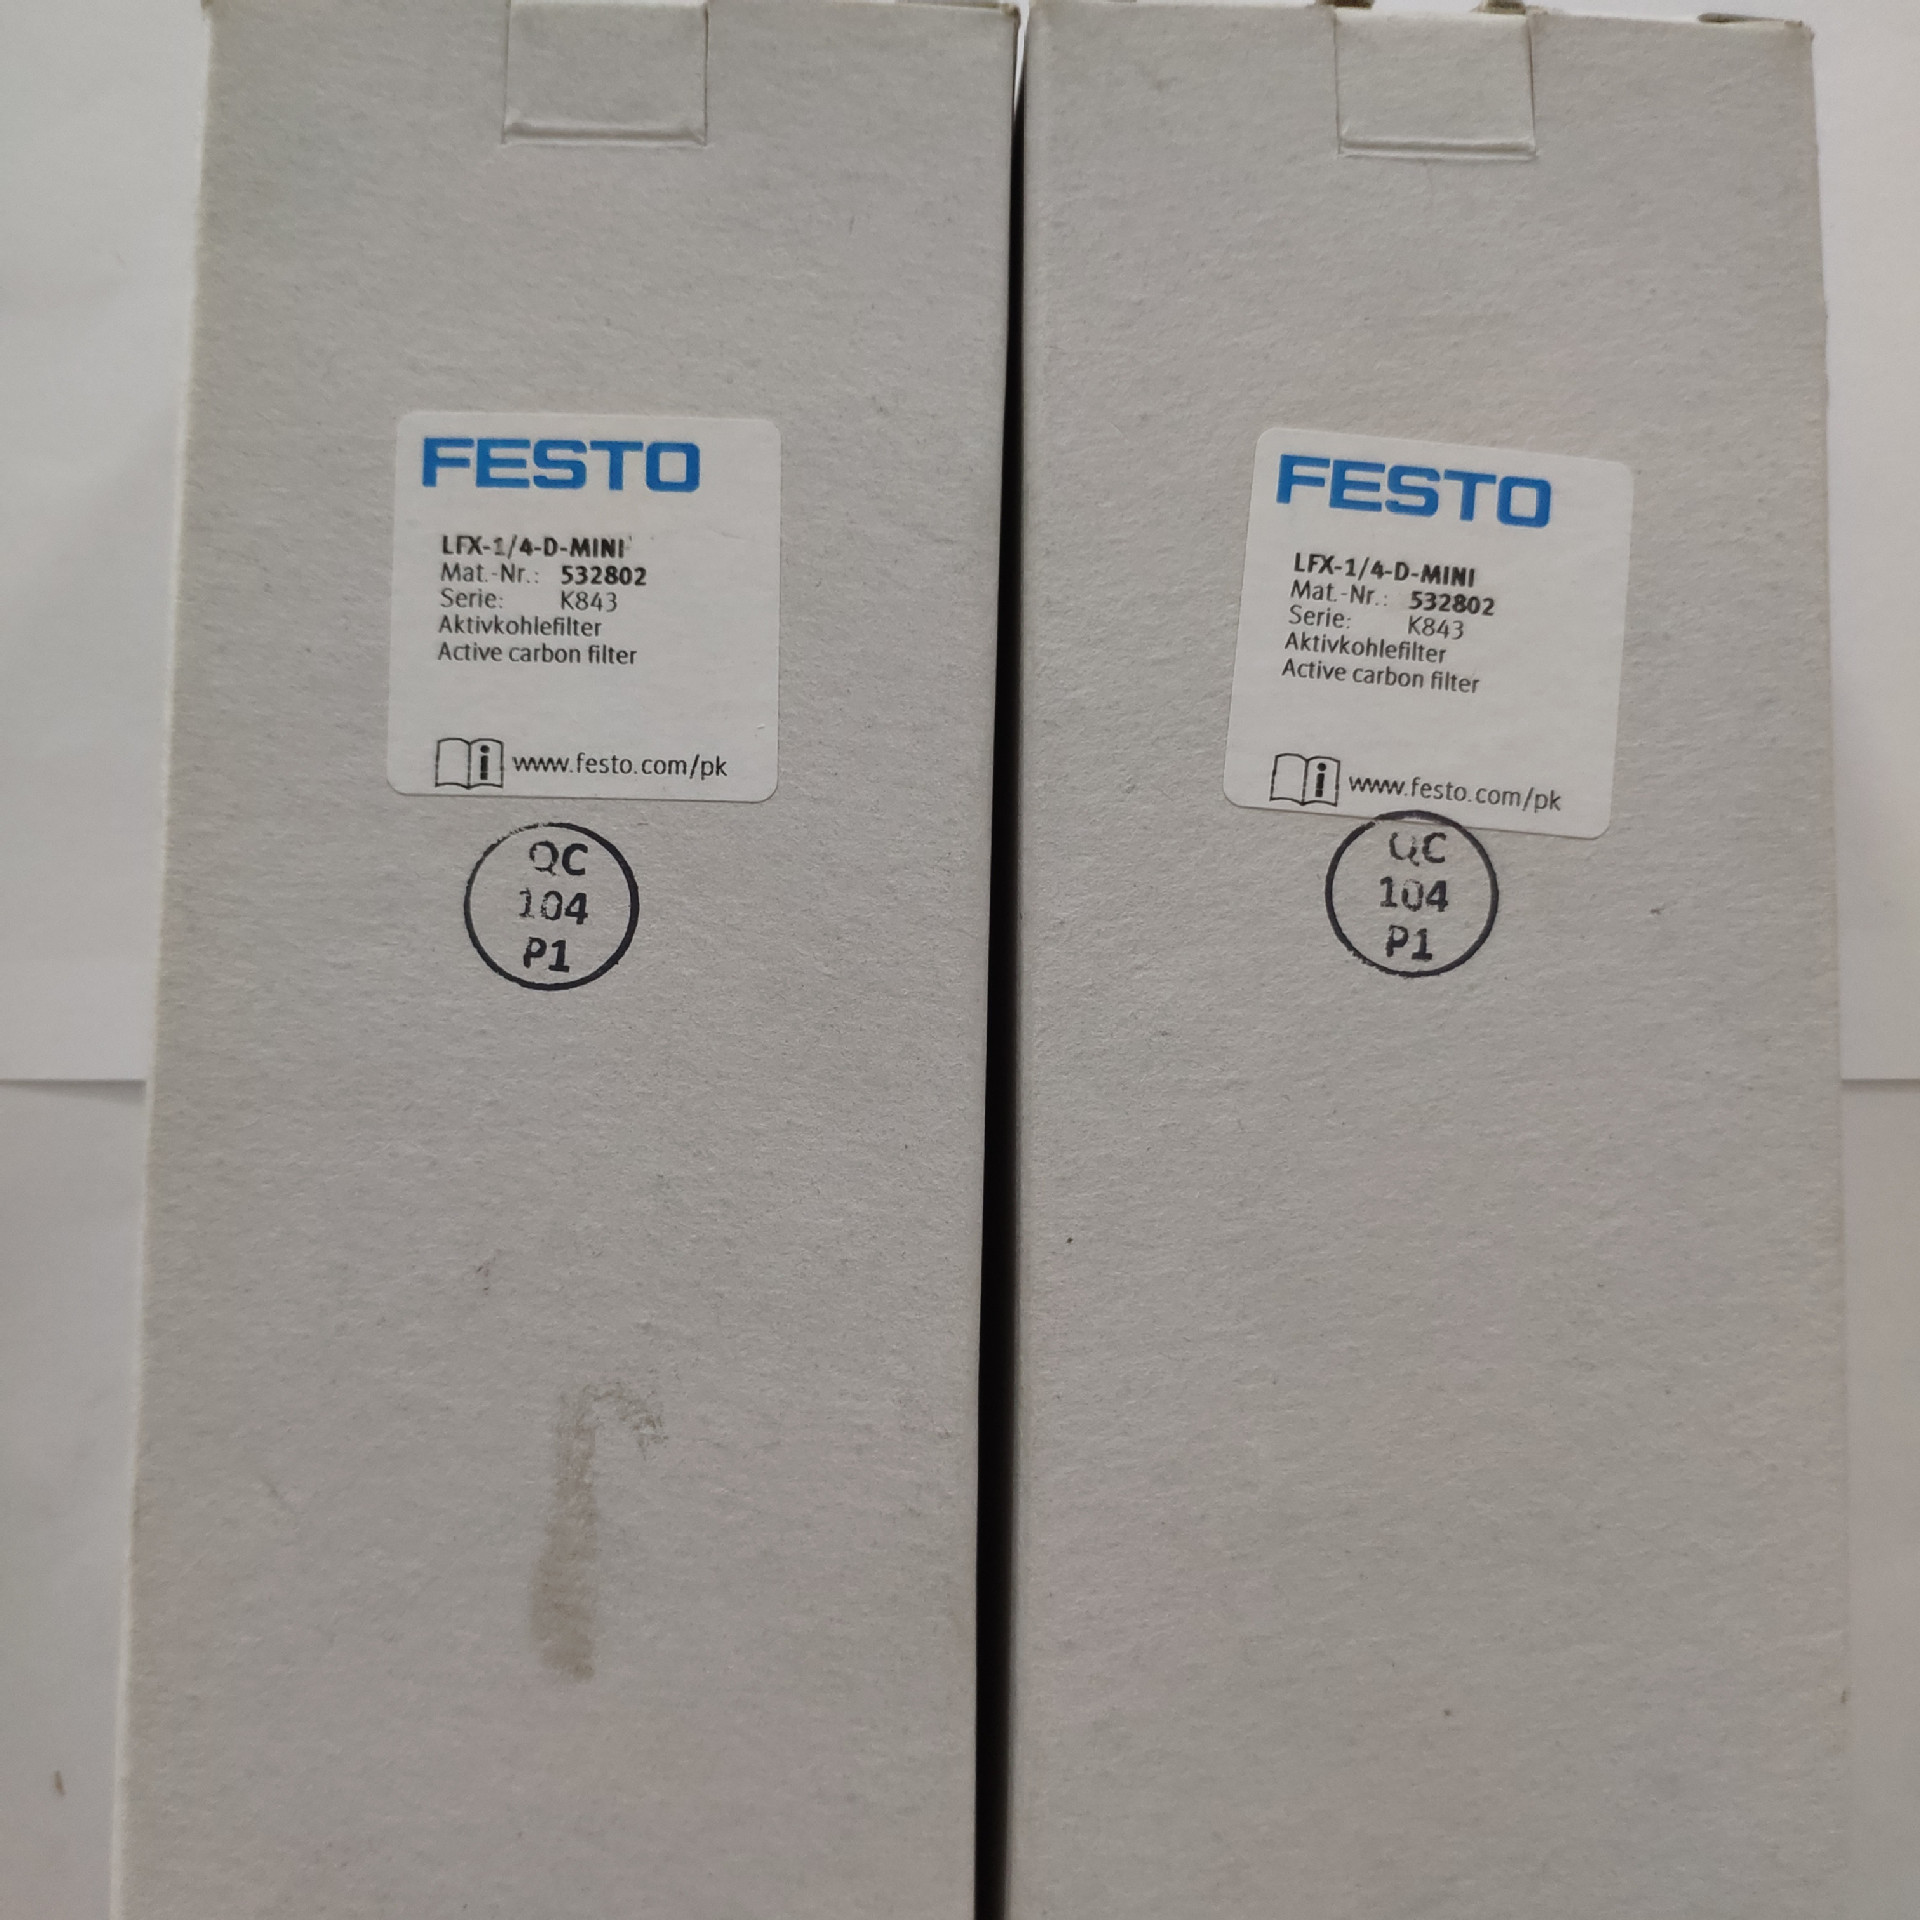 FESTO
LFX-1/4-D-MINI
Mat.-Nr.: 532802
Serie: K843
Aktivkohlefilter
Active carbon filter
i www.festo.com/pk
QC
104
P1
FESTO
LFX-1/4-D-MINI
Mat.-Nr.: 532802
Serie: K843
Aktivkohlefilter
Active carbon filter
i www.festo.com/pk
QC
104
P1